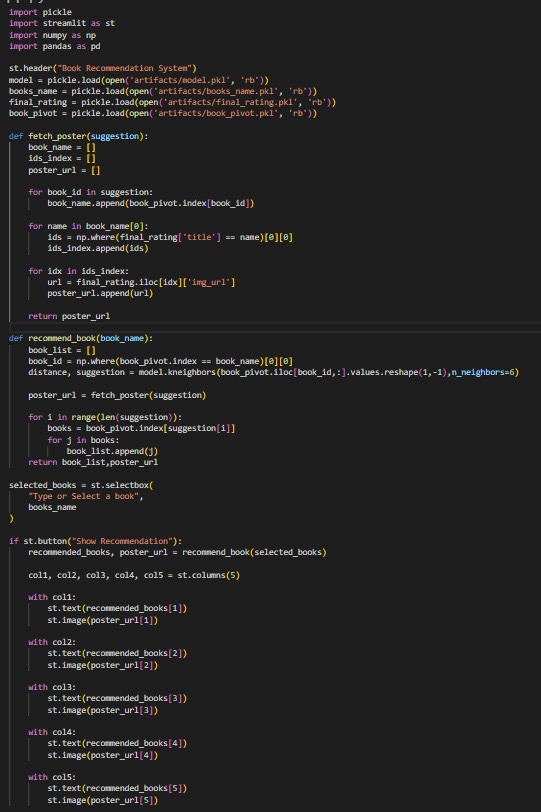 import pickle
import streamlit as st
import numpy as np
import pandas as pd
st.header("Book Recommendation System")
model = pickle.load(open('artifacts/model.pkl', 'rb'))
books_name = pickle.load(open('artifacts/books_name.pkl', 'rb'))
final_rating = pickle.load(open('artifacts/final_rating.pkl', 'rb'))
book_pivot = pickle.load(open('artifacts/book_pivot.pkl', 'rb'))
def fetch_poster(suggestion):
    book_name = []
    ids_index = []
    poster_url = []
    for book_id in suggestion:
        book_name.append(book_pivot.index[book_id])
    for name in book_name[0]:
        ids = np.where(final_rating['title'] == name)[0][0]
        ids_index.append(ids)
    for idx in ids_index:
        url = final_rating.iloc[idx]['img_url']
        poster_url.append(url)
    return poster_url
def recommend_book(book_name):
    book_list = []
    book_id = np.where(book_pivot.index == book_name)[0][0]
    distance, suggestion = model.kneighbors(book_pivot.iloc[book_id,:].values.reshape(1,-1),n_neighbors=6)
    poster_url = fetch_poster(suggestion)
    for i in range(len(suggestion)):
        books = book_pivot.index[suggestion[i]]
        for j in books:
            book_list.append(j)
    return book_list,poster_url
selected_books = st.selectbox(
    "Type or Select a book",
    books_name
)
if st.button("Show Recommendation"):
    recommended_books, poster_url = recommend_book(selected_books)
    col1, col2, col3, col4, col5 = st.columns(5)
    with col1:
        st.text(recommended_books[1])
        st.image(poster_url[1])
    with col2:
        st.text(recommended_books[2])
        st.image(poster_url[2])
    with col3:
        st.text(recommended_books[3])
        st.image(poster_url[3])
    with col4:
        st.text(recommended_books[4])
        st.image(poster_url[4])
    with col5:
        st.text(recommended_books[5])
        st.image(poster_url[5])